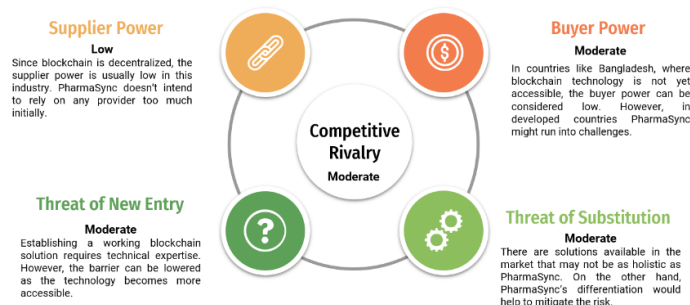 Supplier Power
Low
Since blockchain is decentralized, the
supplier power is usually low in this
industry. PharmaSync doesn't intend
to rely on any provider too much
initially.
Buyer Power
Moderate
In countries like Bangladesh, where
blockchain technology is not yet
accessible, the buyer power can be
considered low. However, in
developed countries PharmaSync
might run into challenges.
Competitive
Rivalry
Moderate
Threat of New Entry
Moderate
Establishing a working blockchain
solution requires technical expertise.
However, the barrier can be lowered
as the technology becomes more
accessible.
Threat of Substitution
Moderate
There are solutions available in the
market that may not be as holistic as
PharmaSync. On the other hand,
PharmaSync's differentiation would
help to mitigate the risk.